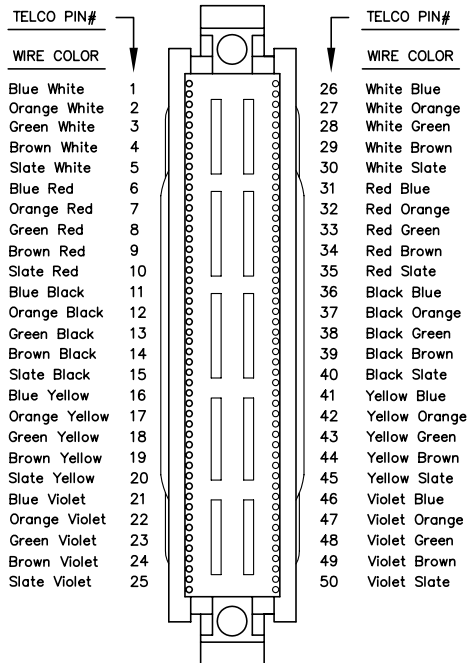 TELCO PIN# TELCO PIN#
WIRE COLOR WIRE COLOR
Blue White 1 26 White Blue
Orange White 2 27 White Orange
Green White 3 28 White Green
Brown White 4 29 White Brown
Slate White 5 30 White Slate
Blue Red 6 31 Red Blue
Orange Red 7 32 Red Orange
Green Red 8 33 Red Green
Brown Red 9 34 Red Brown
Slate Red 10 35 Red Slate
Blue Black 11 36 Black Blue
Orange Black 12 37 Black Orange
Green Black 13 38 Black Green
Brown Black 14 39 Black Brown
Slate Black 15 40 Black Slate
Blue Yellow 16 41 Yellow Blue
Orange Yellow 17 42 Yellow Orange
Green Yellow 18 43 Yellow Green
Brown Yellow 19 44 Yellow Brown
Slate Yellow 20 45 Yellow Slate
Blue Violet 21 46 Violet Blue
Orange Violet 22 47 Violet Orange
Green Violet 23 48 Violet Green
Brown Violet 24 49 Violet Brown
Slate Violet 25 50 Violet Slate